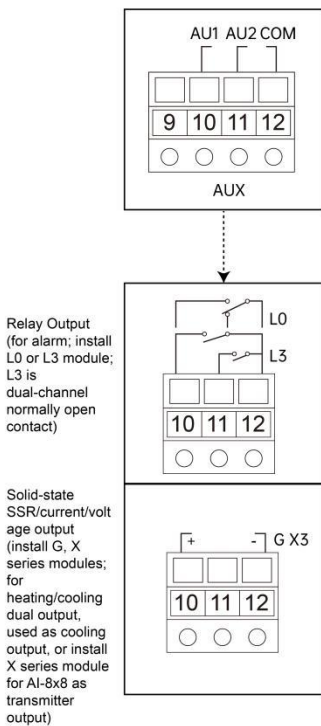 AU1 AU2 COM
9 10 11 12
AUX
Relay Output
(for alarm; install
L0 or L3 module;
L3 is
dual-channel
normally open
contact)
L0
L3
10 11 12
Solid-state
SSR/current/volt
age output
(install G, X
series modules;
for
heating/cooling
dual output,
used as cooling
output, or install
X series module
for AI-8x8 as
transmitter
output)
+ - G X3
10 11 12